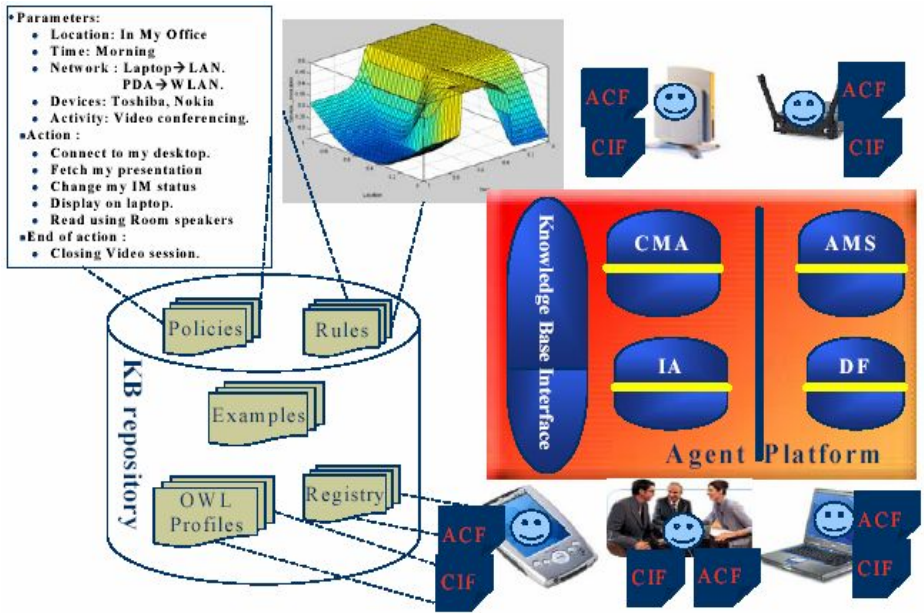 Parameters:
Location: In My Office
Time: Morning
Network : Laptop→LAN.
PDA→WLAN.
Devices: Toshiba, Nokia
Activity: Video conferencing.
Action :
Connect to my desktop.
Fetch my presentation
Change my IM status
Display on laptop.
Read using Room speakers
End of action :
Closing Video session.
Location
ACF
CIF
ACF
CIF
Policies
Rules
Examples
OWL
Profiles
Registry
KB repository
Knowledge Base Interface
CMA
AMS
IA
DF
Agent Platform
ACF
CIF
CIF
ACF
ACF
CIF